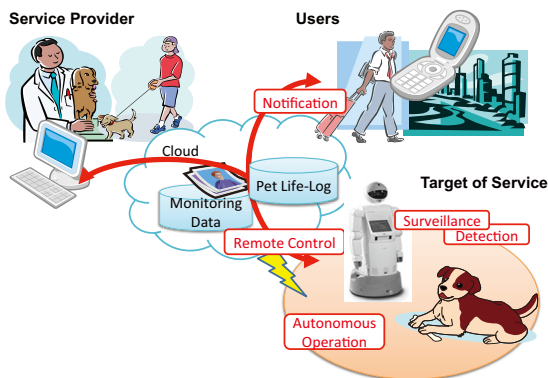 Service Provider
Users
Notification
Cloud
Pet Life-Log
Monitoring
Data
Target of Service
Surveillance
Detection
Remote Control
Autonomous
Operation